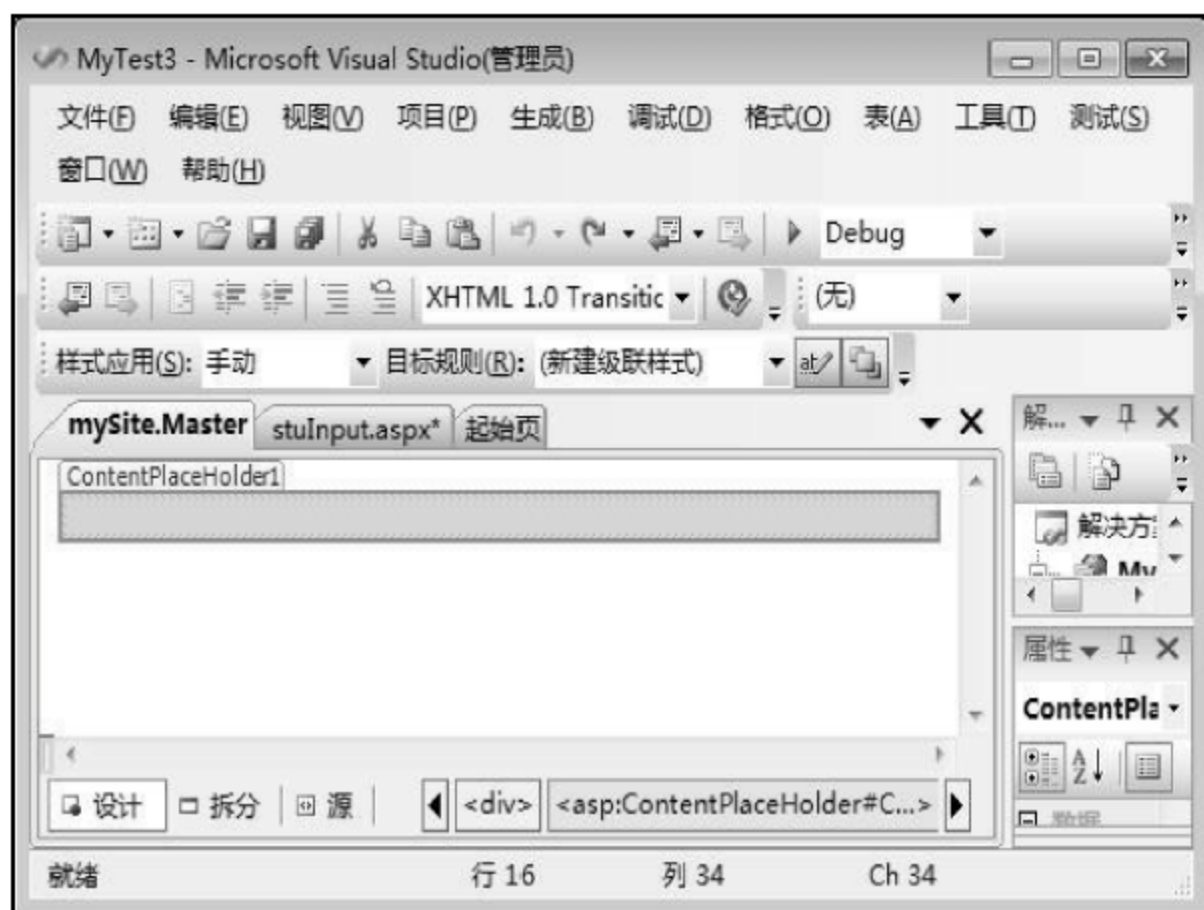 MyTest3 - Microsoft Visual Studio(管理员)
文件(F) 编辑(E) 视图(V) 项目(P) 生成(B) 调试(D) 格式(O) 表(A) 工具(T) 测试(S)
窗口(W) 帮助(H)
Debug
XHTML 1.0 Transitic (无)
样式应用(S): 手动 目标规则(R): (新建级联样式)
mySite.Master stuInput.aspx* 起始页
解...
ContentPlaceHolder1
解决方
My
属性
ContentPla
设计 拆分 源 <div> <asp:ContentPlaceHolder#C...>
数据
就绪 行 16 列 34 Ch 34